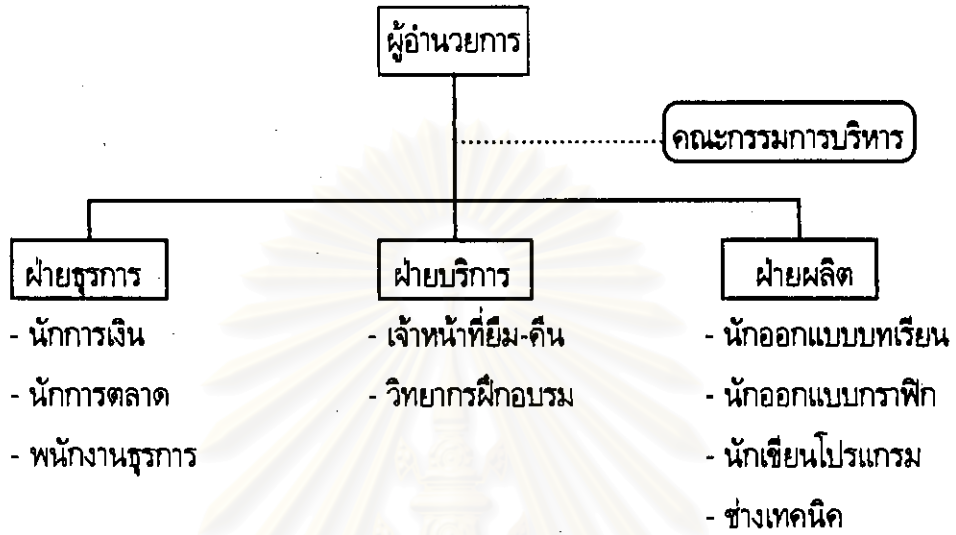 ผู้อำนวยการ
คณะกรรมการบริหาร
ฝ่ายธุรการ
- นักการเงิน
- นักการตลาด
- พนักงานธุรการ
ฝ่ายบริการ
- เจ้าหน้าที่ยืม-คืน
- วิทยากรฝึกอบรม
ฝ่ายผลิต
- นักออกแบบบทเรียน
- นักออกแบบกราฟิก
- นักเขียนโปรแกรม
- ช่างเทคนิค